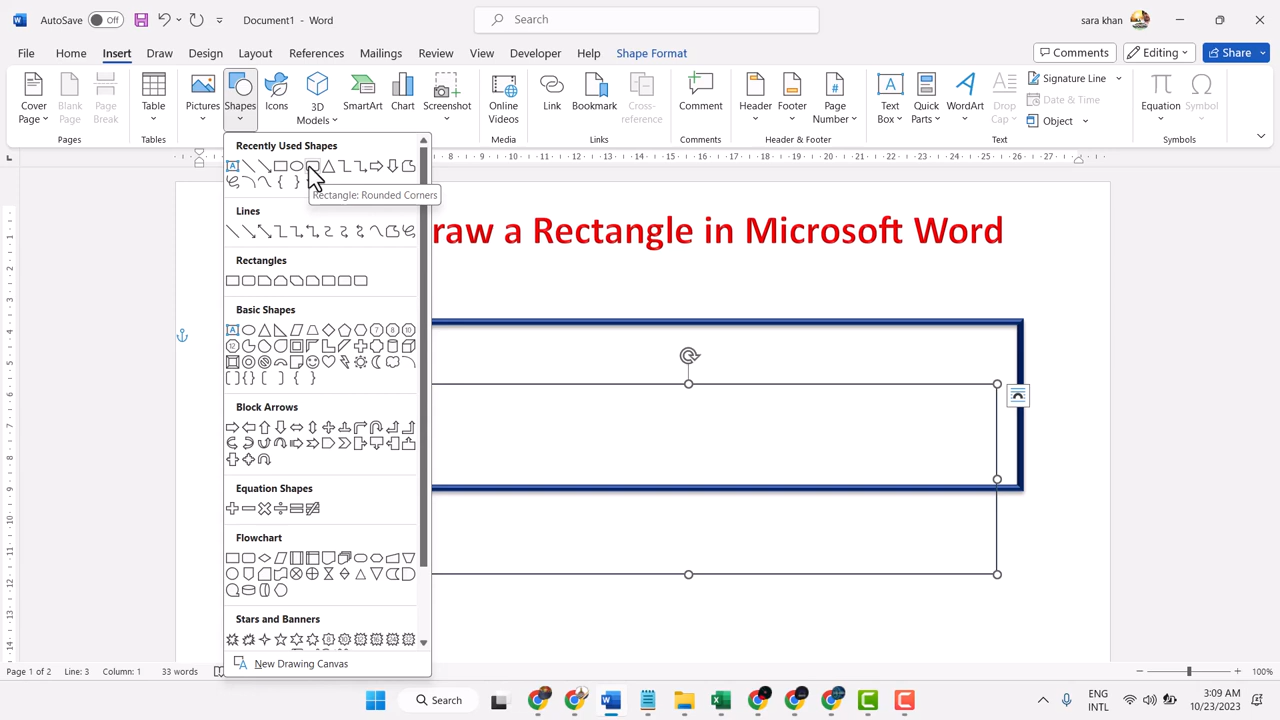 AutoSave Off Document1 - Word Search sara khan
File Home Insert Draw Design Layout References Mailings Review View Developer Help Shape Format Comments Editing Share
Cover Page Blank Page Page Break Table Pictures Shapes Icons 3D Models SmartArt Chart Screenshot Online Videos Link Bookmark Cross-reference Comment Header Footer Page Number Text Box Quick Parts WordArt Drop Cap Signature Line Date & Time Object Equation Symbol
Pages Media Links Comments Header & Footer Text Symbols
Recently Used Shapes
Rectangle: Rounded Corners
Lines
raw a Rectangle in Microsoft Word
Rectangles
Basic Shapes
Block Arrows
Equation Shapes
Flowchart
Stars and Banners
New Drawing Canvas
Page 1 of 2 Line: 3 Column: 1 33 words 100%
Search ENG INTL 3:09 AM 10/23/2023